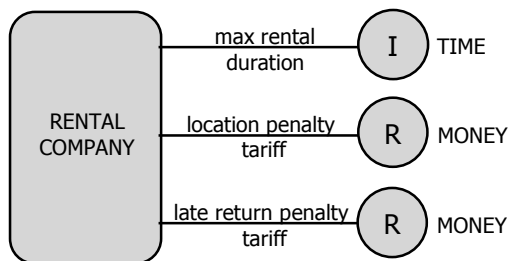 max rental
duration
I
TIME
RENTAL
COMPANY
location penalty
tariff
R
MONEY
late return penalty
tariff
R
MONEY